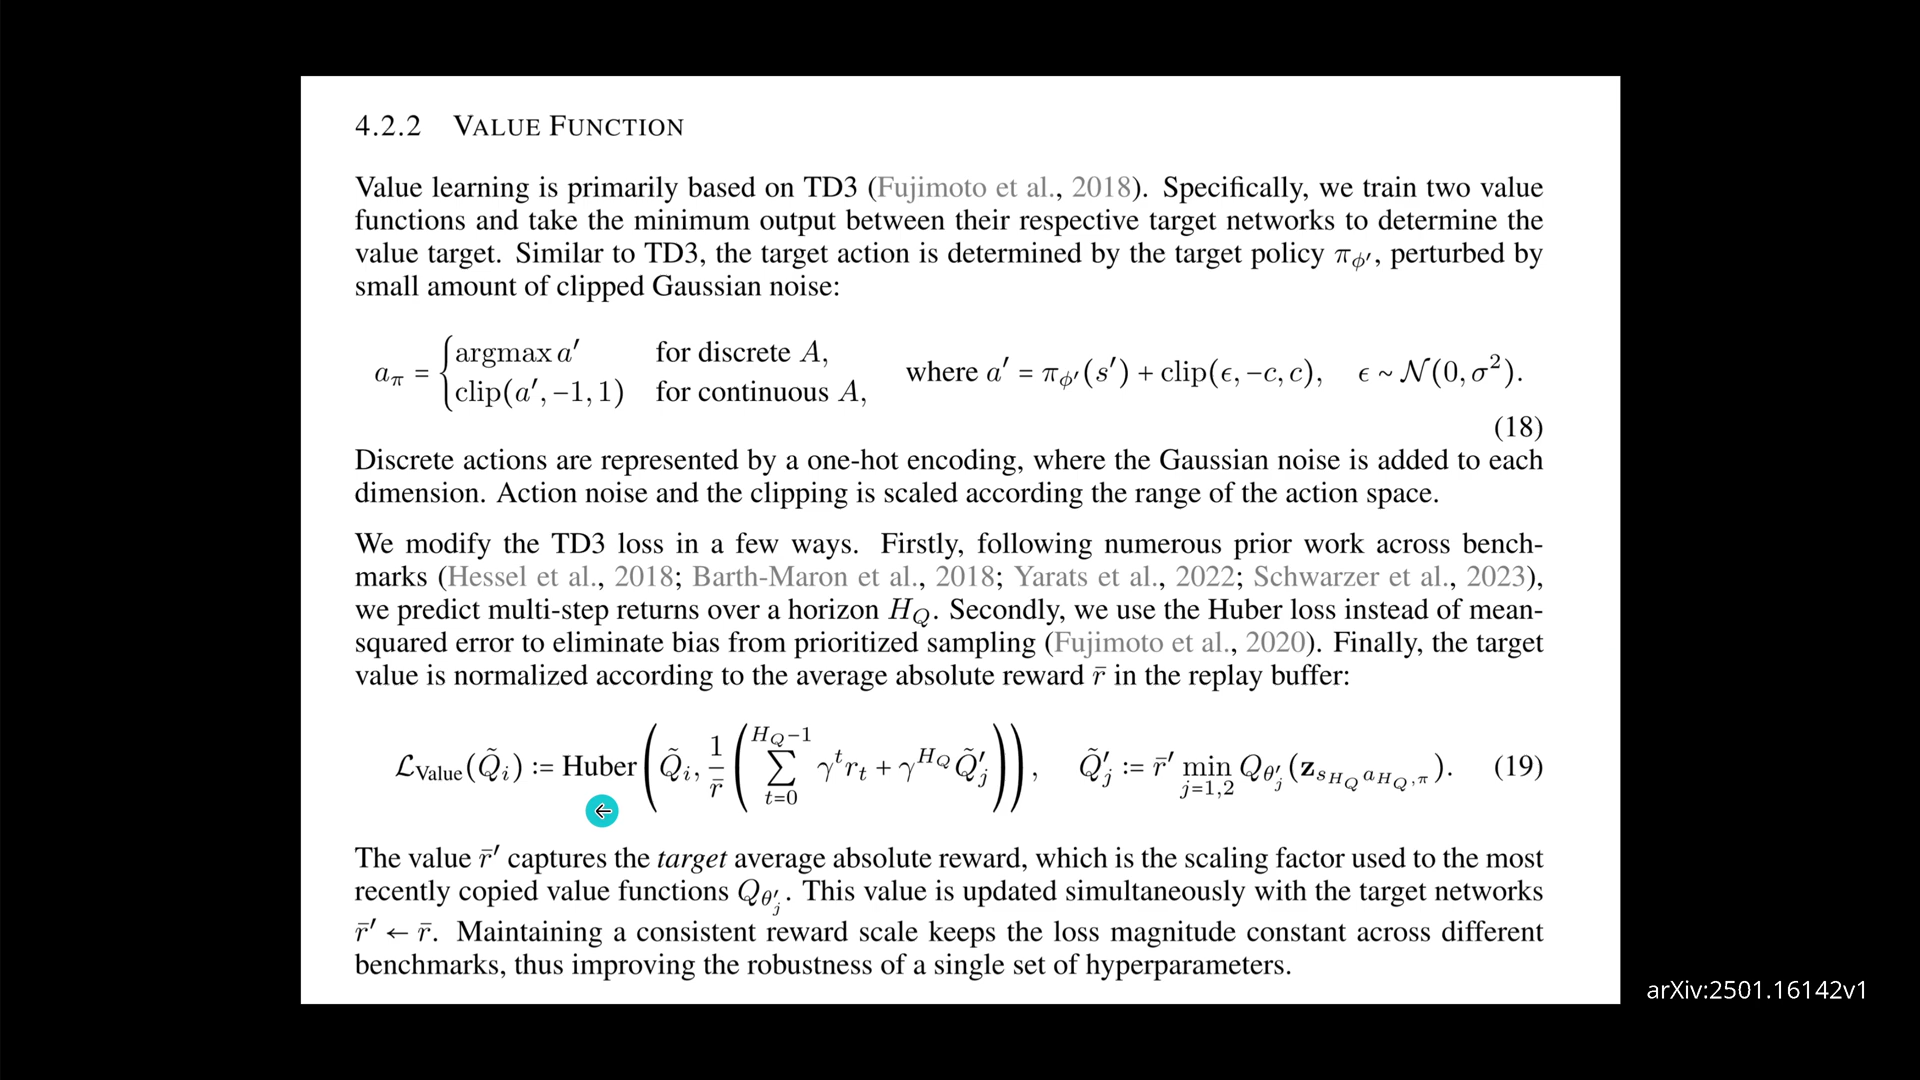 4.2.2 VALUE FUNCTION
Value learning is primarily based on TD3 (Fujimoto et al., 2018). Specifically, we train two value
functions and take the minimum output between their respective target networks to determine the
value target. Similar to TD3, the target action is determined by the target policy π_ϕ′, perturbed by
small amount of clipped Gaussian noise:
a_π = { argmax a′ for discrete A,
clip(a′, −1, 1) for continuous A, where a′ = π_ϕ′(s′) + clip(ϵ, −c, c), ϵ ∼ N(0, σ²).
(18)
Discrete actions are represented by a one-hot encoding, where the Gaussian noise is added to each
dimension. Action noise and the clipping is scaled according the range of the action space.
We modify the TD3 loss in a few ways. Firstly, following numerous prior work across bench-
marks (Hessel et al., 2018; Barth-Maron et al., 2018; Yarats et al., 2022; Schwarzer et al., 2023),
we predict multi-step returns over a horizon H_Q. Secondly, we use the Huber loss instead of mean-
squared error to eliminate bias from prioritized sampling (Fujimoto et al., 2020). Finally, the target
value is normalized according to the average absolute reward r̄ in the replay buffer:
ℒ_Value(Q̃_i) := Huber(Q̃_i, 1/r̄ (∑_{t=0}^{H_Q−1} γ^t r_t + γ^{H_Q} Q̃′_j)), Q̃′_j := r̄′ min_{j=1,2} Q_{θ′_j}(z_{s_{H_Q} a_{H_Q,π}}). (19)
The value r̄′ captures the target average absolute reward, which is the scaling factor used to the most
recently copied value functions Q_{θ′_j}. This value is updated simultaneously with the target networks
r̄′ ← r̄. Maintaining a consistent reward scale keeps the loss magnitude constant across different
benchmarks, thus improving the robustness of a single set of hyperparameters.
arXiv:2501.16142v1